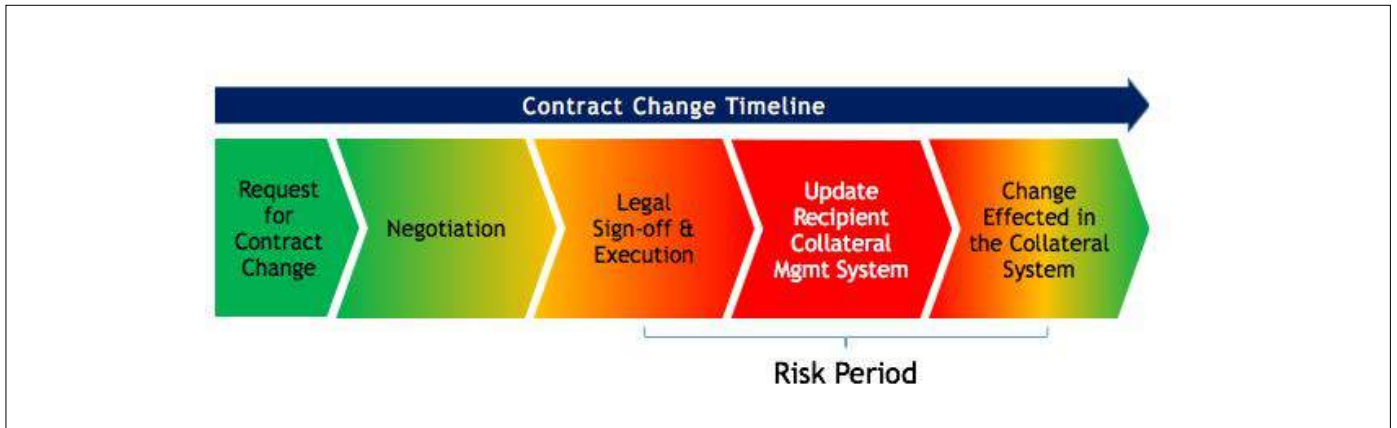 Contract Change Timeline
Request
for
Contract
Change
Negotiation
Legal
Sign-off &
Execution
Update
Recipient
Collateral
Mgmt System
Change
Effected in
the Collateral
System
Risk Period